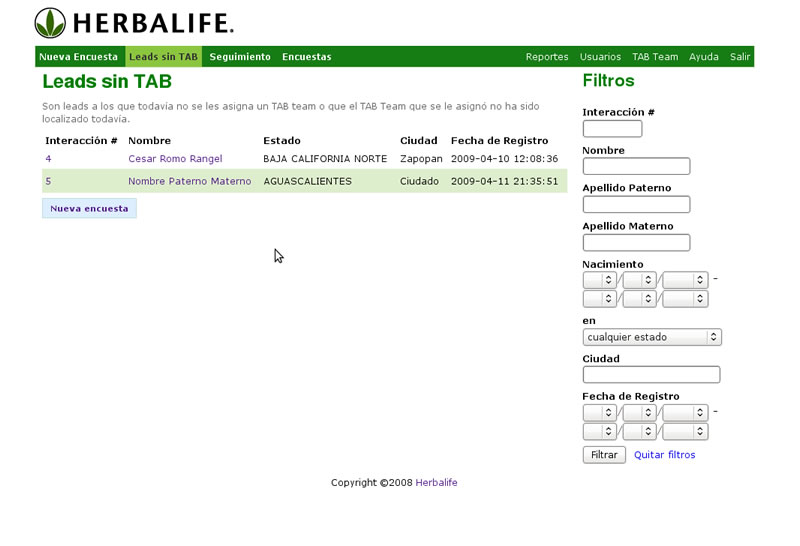 HERBALIFE.
Nueva Encuesta Leads sin TAB Seguimiento Encuestas Reportes Usuarios TAB Team Ayuda Salir
Leads sin TAB
Son leads a los que todavía no se les asigna un TAB team o que el TAB Team que se le asignó no ha sido
localizado todavía.
Interacción # Nombre Estado Ciudad Fecha de Registro
4 Cesar Romo Rangel BAJA CALIFORNIA NORTE Zapopan 2009-04-10 12:08:36
5 Nombre Paterno Materno AGUASCALIENTES Ciudado 2009-04-11 21:35:51
Nueva encuesta
Filtros
Interacción #
Nombre
Apellido Paterno
Apellido Materno
Nacimiento
/ / –
/ /
en
cualquier estado
Ciudad
Fecha de Registro
/ / –
/ /
Filtrar Quitar filtros
Copyright ©2008 Herbalife